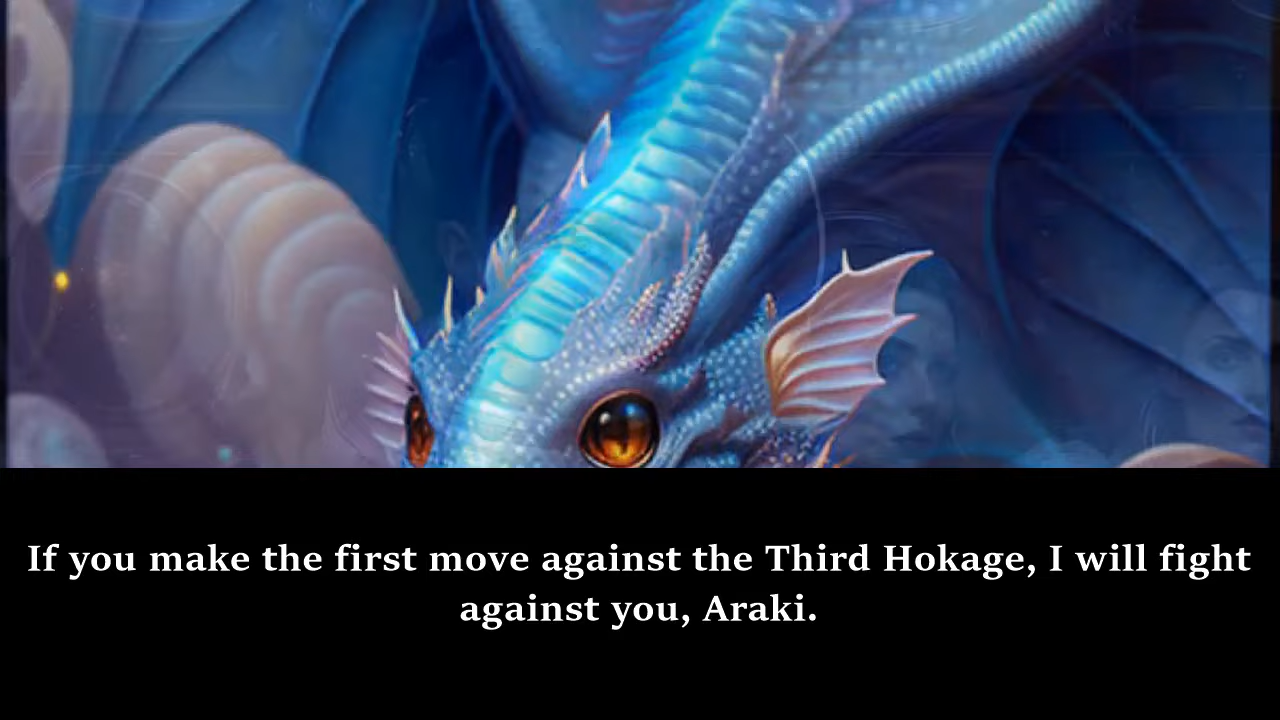 If you make the first move against the Third Hokage, I will fight
against you, Araki.